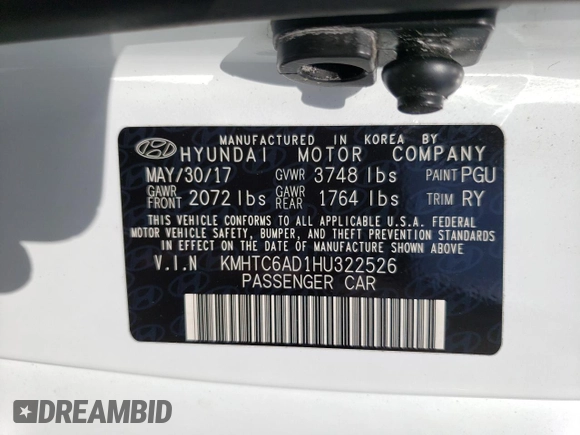 MANUFACTURED IN KOREA BY
HYUNDAI MOTOR COMPANY
MAY/30/17 GVWR 3748 lbs PAINT PGU
GAWR FRONT 2072 lbs GAWR REAR 1764 lbs TRIM RY
THIS VEHICLE CONFORMS TO ALL APPLICABLE U.S.A. FEDERAL
MOTOR VEHICLE SAFETY, BUMPER, AND THEFT PREVENTION STANDARDS
IN EFFECT ON THE DATE OF MANUFACTURE SHOWN ABOVE.
V.I.N KMHTC6AD1HU322526
PASSENGER CAR
DREAMBID